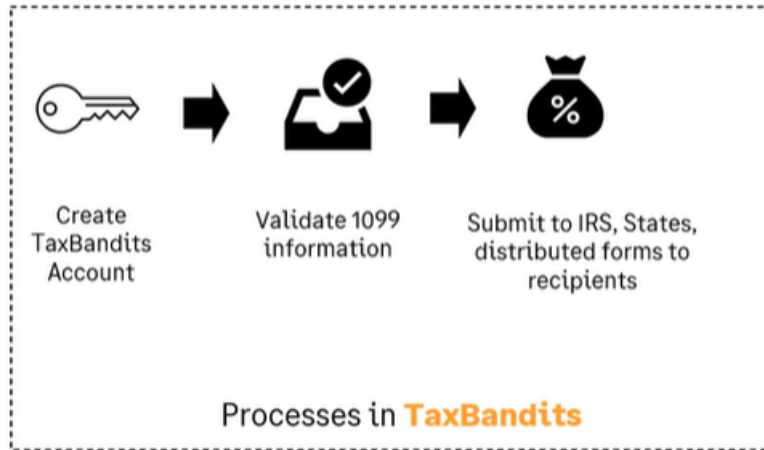 %
Create
TaxBandits
Account
Validate 1099
information
Submit to IRS, States,
distributed forms to
recipients
Processes in TaxBandits